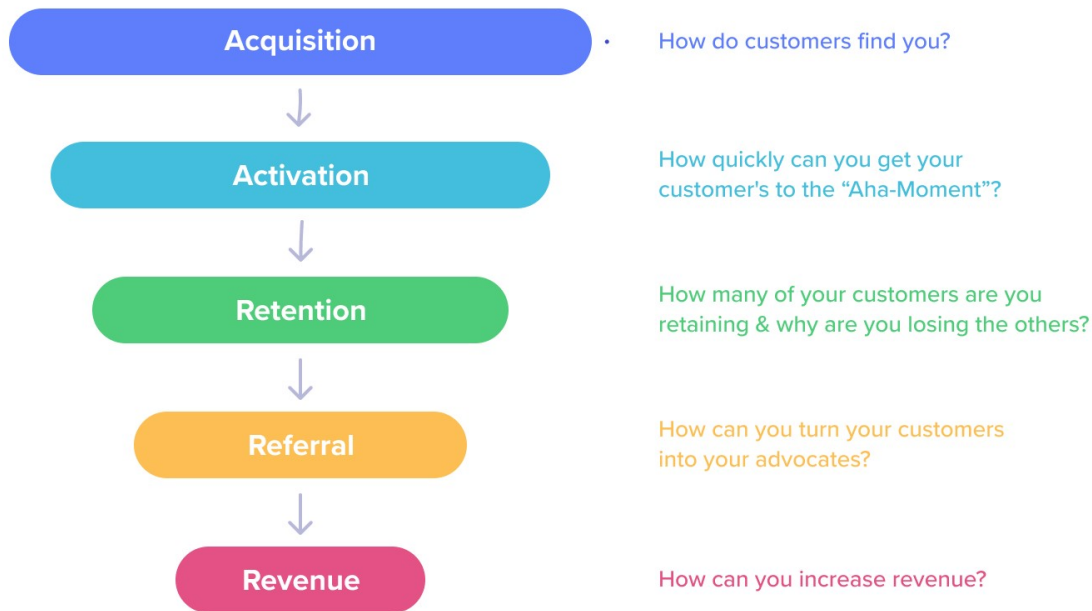 Acquisition
How do customers find you?
Activation
How quickly can you get your
customer's to the “Aha-Moment”?
Retention
How many of your customers are you
retaining & why are you losing the others?
Referral
How can you turn your customers
into your advocates?
Revenue
How can you increase revenue?